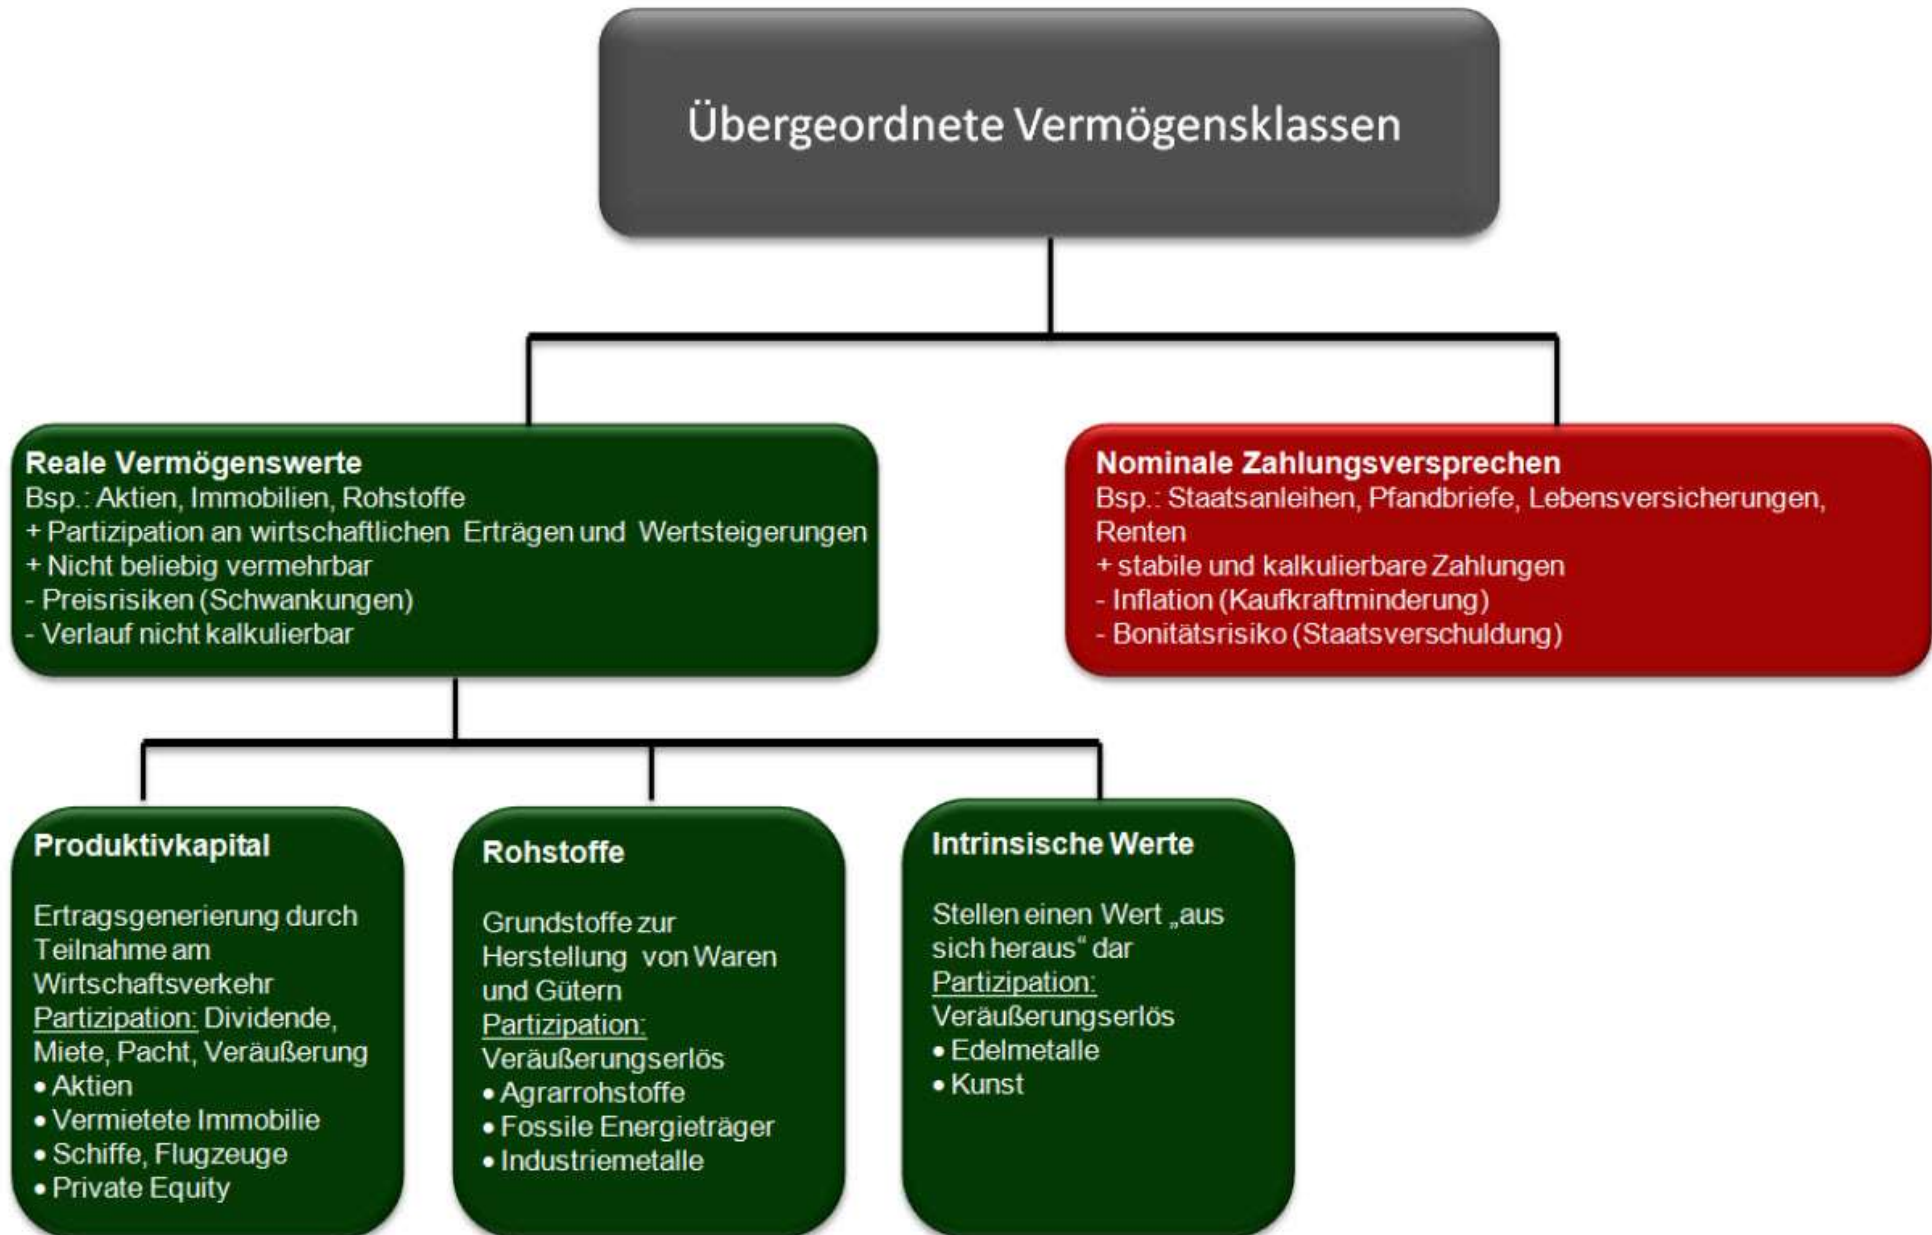 Übergeordnete Vermögensklassen
Reale Vermögenswerte
Bsp.: Aktien, Immobilien, Rohstoffe
+ Partizipation an wirtschaftlichen Erträgen und Wertsteigerungen
+ Nicht beliebig vermehrbar
- Preisrisiken (Schwankungen)
- Verlauf nicht kalkulierbar
Nominale Zahlungsversprechen
Bsp.: Staatsanleihen, Pfandbriefe, Lebensversicherungen,
Renten
+ stabile und kalkulierbare Zahlungen
- Inflation (Kaufkraftminderung)
- Bonitätsrisiko (Staatsverschuldung)
Produktivkapital
Ertragsgenerierung durch
Teilnahme am
Wirtschaftsverkehr
Partizipation: Dividende,
Miete, Pacht, Veräußerung
• Aktien
• Vermietete Immobilie
• Schiffe, Flugzeuge
• Private Equity
Rohstoffe
Grundstoffe zur
Herstellung von Waren
und Gütern
Partizipation:
Veräußerungserlös
• Agrarrohstoffe
• Fossile Energieträger
• Industriemetalle
Intrinsische Werte
Stellen einen Wert „aus
sich heraus“ dar
Partizipation:
Veräußerungserlös
• Edelmetalle
• Kunst